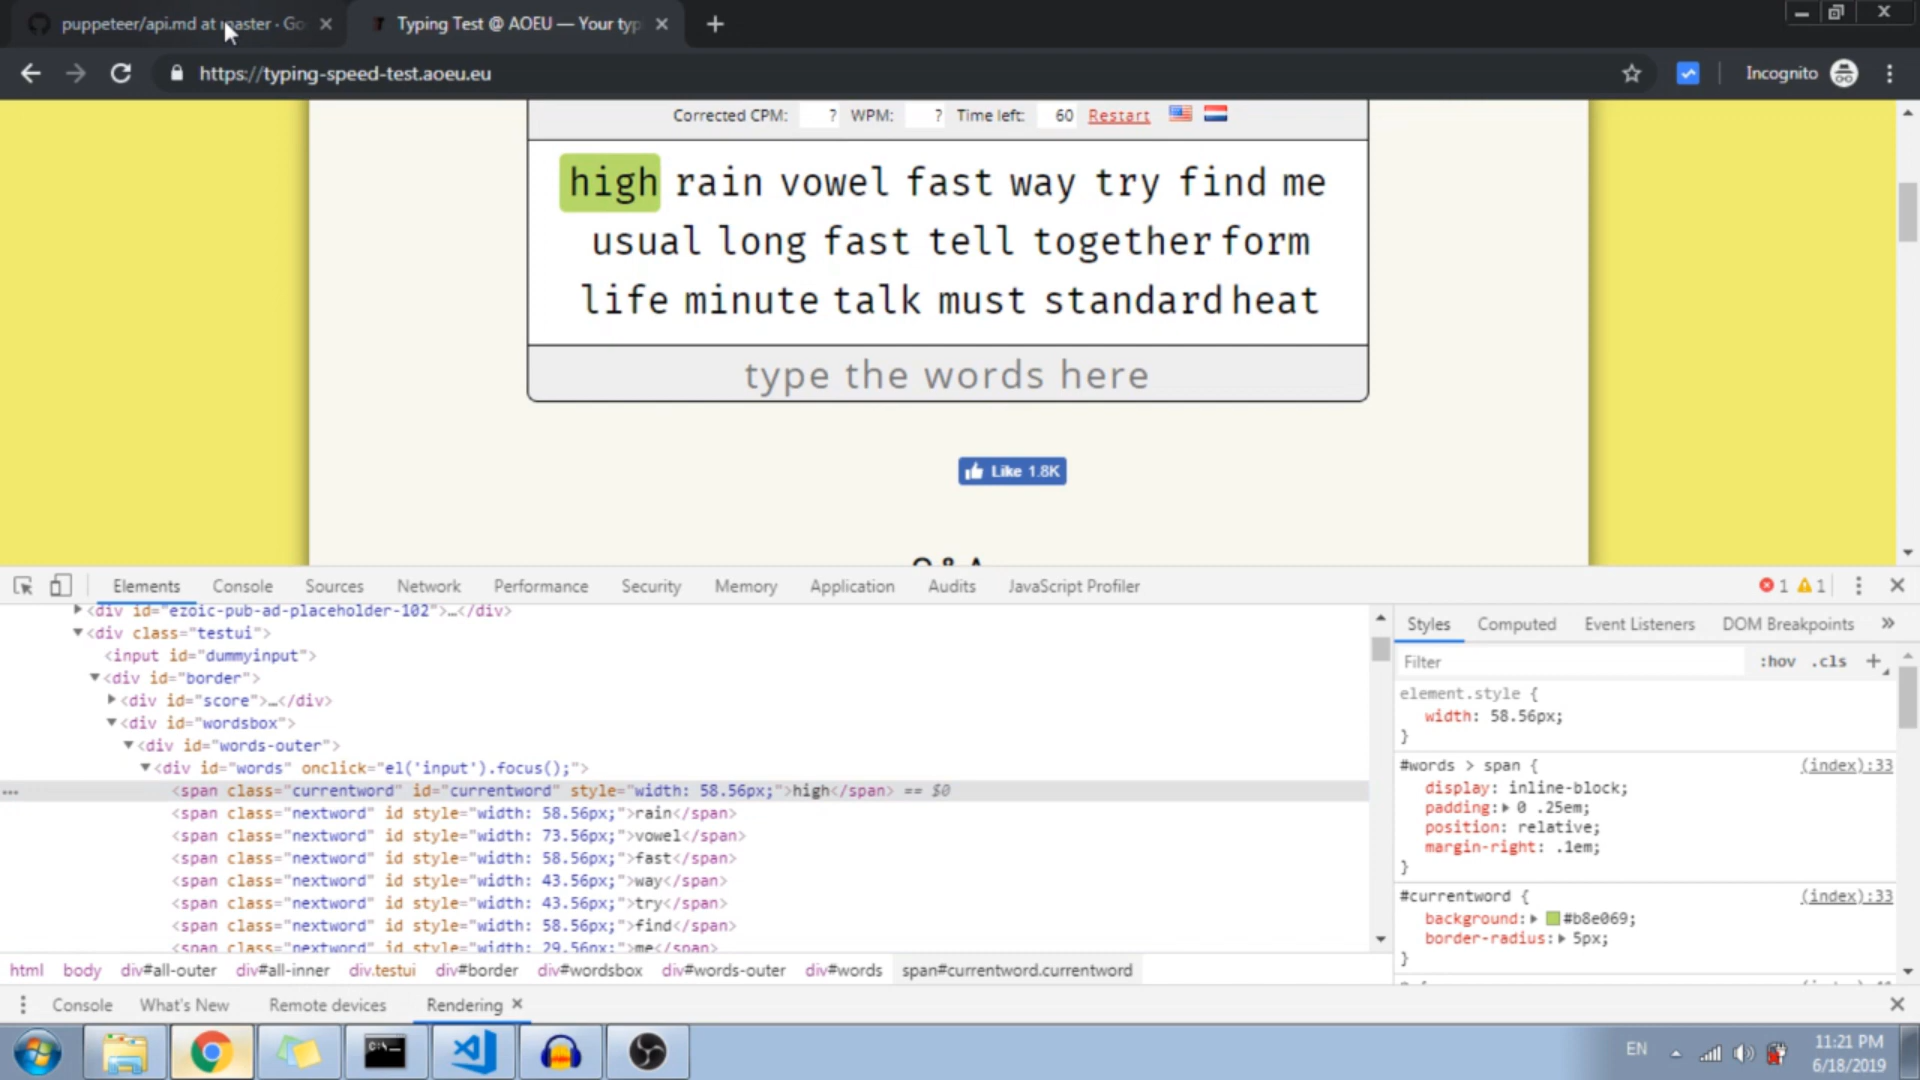 puppeteer/api.md at master · Go
Typing Test @ AOEU — Your typ
https://typing-speed-test.aoeu.eu
Incognito
Corrected CPM: ? WPM: ? Time left: 60 Restart
high rain vowel fast way try find me
usual long fast tell together form
life minute talk must standard heat
type the words here
Like 1.8K
Q & A
Elements Console Sources Network Performance Security Memory Application Audits JavaScript Profiler 1 1
<div id="ezoic-pub-ad-placeholder-102">…</div>
<div class="testui">
<input id="dummyinput">
<div id="border">
<div id="score">…</div>
<div id="wordsbox">
<div id="words-outer">
<div id="words" onclick="el('input').focus();">
<span class="currentword" id="currentword" style="width: 58.56px;">high</span> == $0
<span class="nextword" id style="width: 58.56px;">rain</span>
<span class="nextword" id style="width: 73.56px;">vowel</span>
<span class="nextword" id style="width: 58.56px;">fast</span>
<span class="nextword" id style="width: 43.56px;">way</span>
<span class="nextword" id style="width: 43.56px;">try</span>
<span class="nextword" id style="width: 58.56px;">find</span>
<span class="nextword" id style="width: 29.56px;">me</span>
html body div#all-outer div#all-inner div.testui div#border div#wordsbox div#words-outer div#words span#currentword.currentword
Styles Computed Event Listeners DOM Breakpoints »
Filter :hov .cls +
element.style {
width: 58.56px;
}
#words > span { (index):33
display: inline-block;
padding: 0 .25em;
position: relative;
margin-right: .1em;
}
#currentword { (index):33
background: #b8e069;
border-radius: 5px;
}
Console What's New Remote devices Rendering
EN
11:21 PM
6/18/2019